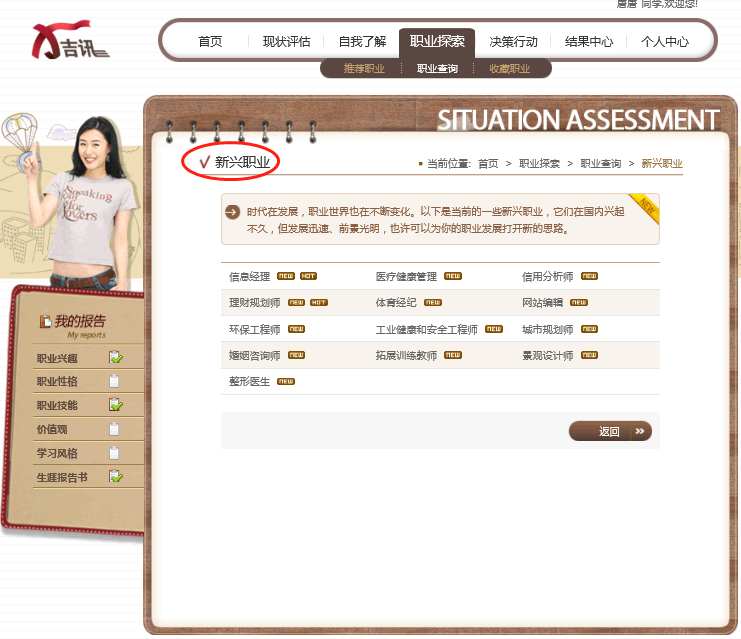 唐唐 同学,欢迎您!
吉讯
首页 现状评估 自我了解 职业探索 决策行动 结果中心 个人中心
推荐职业 职业查询 收藏职业
SITUATION ASSESSMENT
新兴职业
当前位置: 首页 > 职业探索 > 职业查询 > 新兴职业
NEW
时代在发展，职业世界也在不断变化。以下是当前的一些新兴职业，它们在国内兴起
不久，但发展迅速、前景光明，也许可以为你的职业发展打开新的思路。
信息经理 NEW HOT 医疗健康管理 NEW 信用分析师 NEW
理财规划师 NEW HOT 体育经纪 NEW 网站编辑 NEW
环保工程师 NEW 工业健康和安全工程师 NEW 城市规划师 NEW
婚姻咨询师 NEW 拓展训练教师 NEW 景观设计师 NEW
整形医生 NEW
返回
Speaking
out
for
Lovers
我的报告
My reports
职业兴趣
职业性格
职业技能
价值观
学习风格
生涯报告书